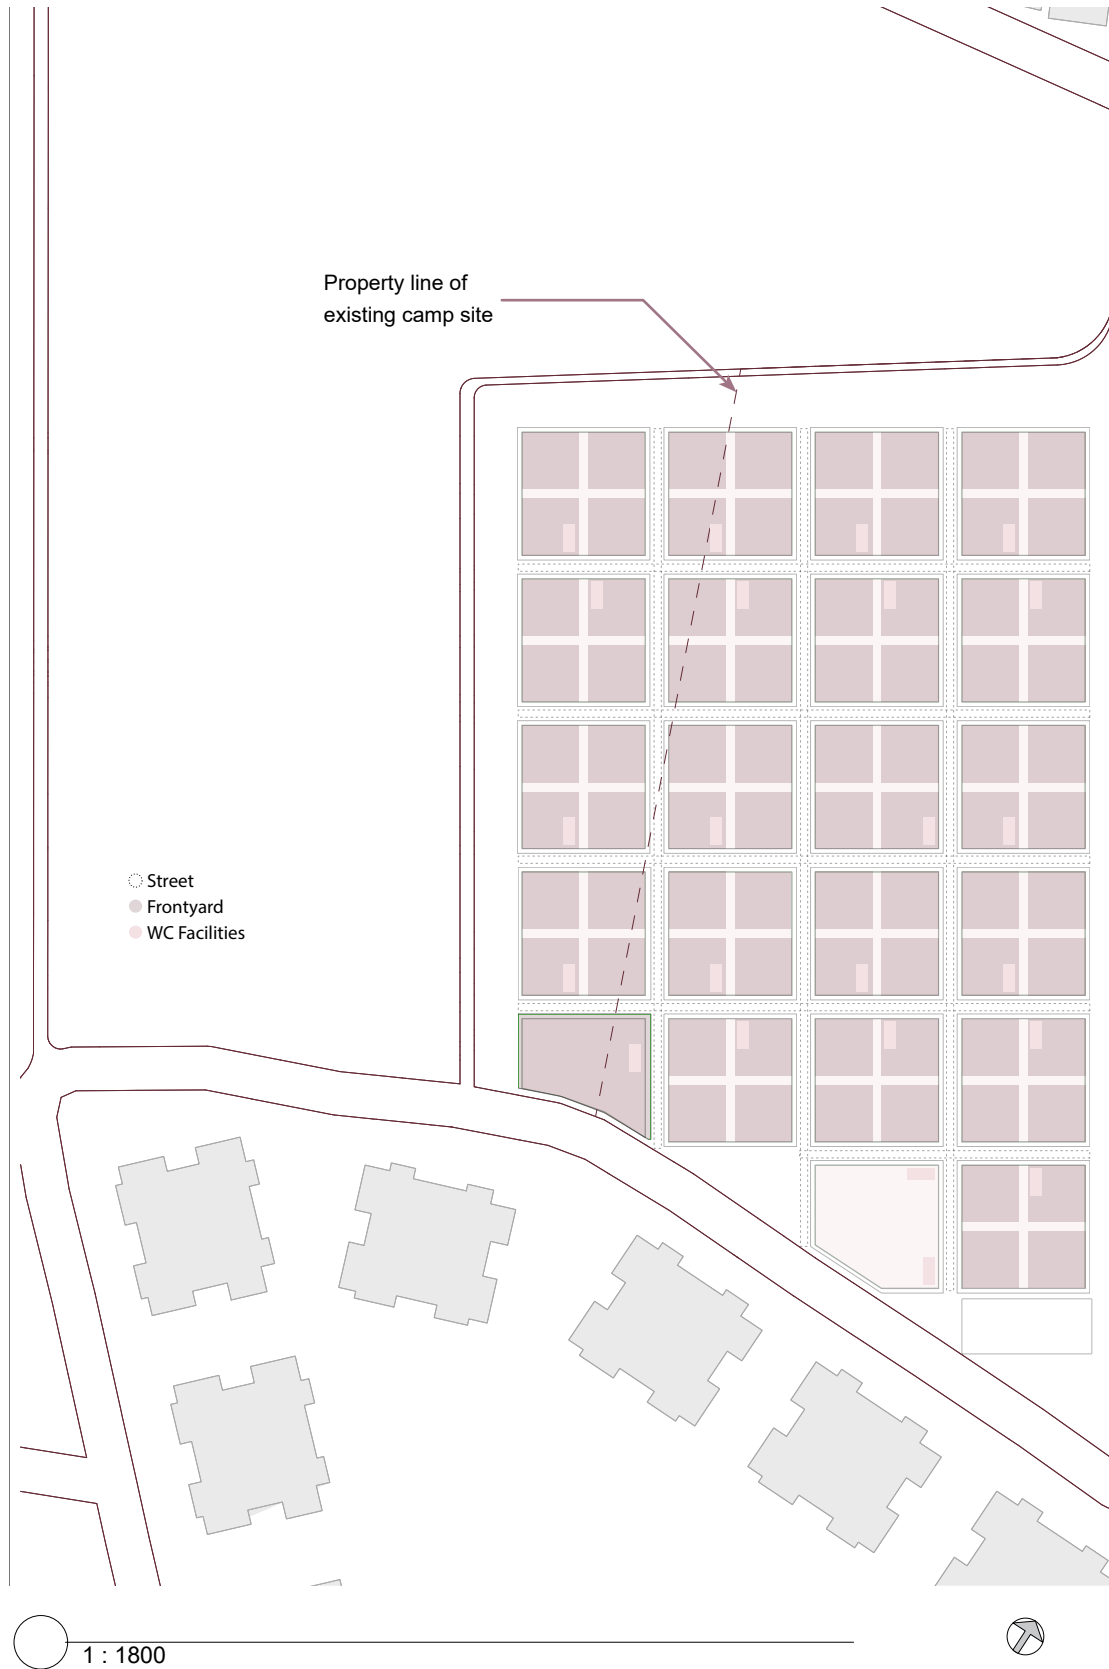 Property line of
existing camp site
Street
Frontyard
WC Facilities
1 : 1800